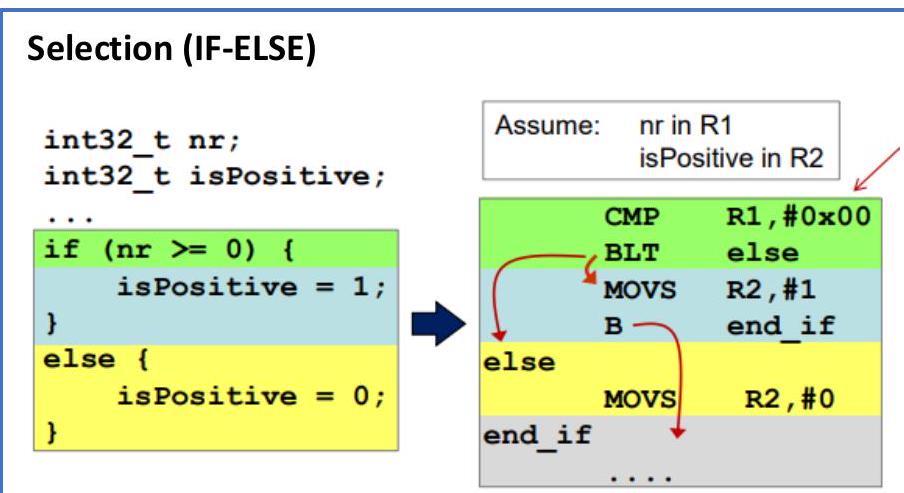 Selection (IF-ELSE)
int32_t nr;
int32_t isPositive;
...
if (nr >= 0) {
isPositive = 1;
}
else {
isPositive = 0;
}
Assume: nr in R1
isPositive in R2
CMP R1,#0x00
BLT else
MOVS R2,#1
B end_if
else
MOVS R2,#0
end_if
....